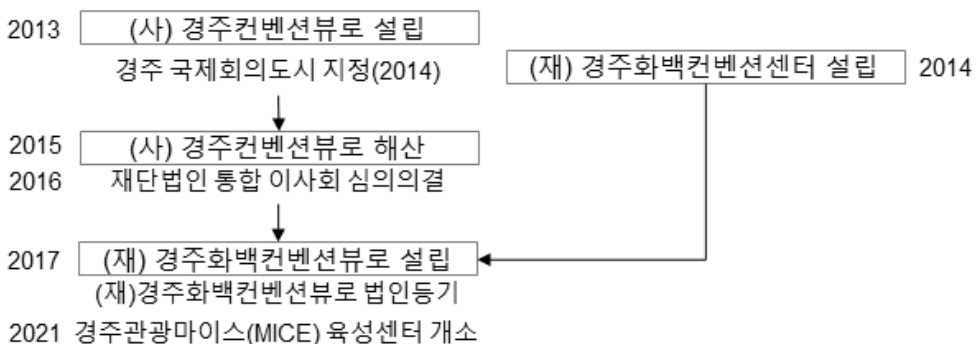 2013 (사) 경주컨벤션뷰로 설립
경주 국제회의도시 지정(2014)
(재) 경주화백컨벤션센터 설립 2014
2015 (사) 경주컨벤션뷰로 해산
2016 재단법인 통합 이사회 심의의결
2017 (재) 경주화백컨벤션뷰로 설립
(재)경주화백컨벤션뷰로 법인등기
2021 경주관광마이스(MICE) 육성센터 개소